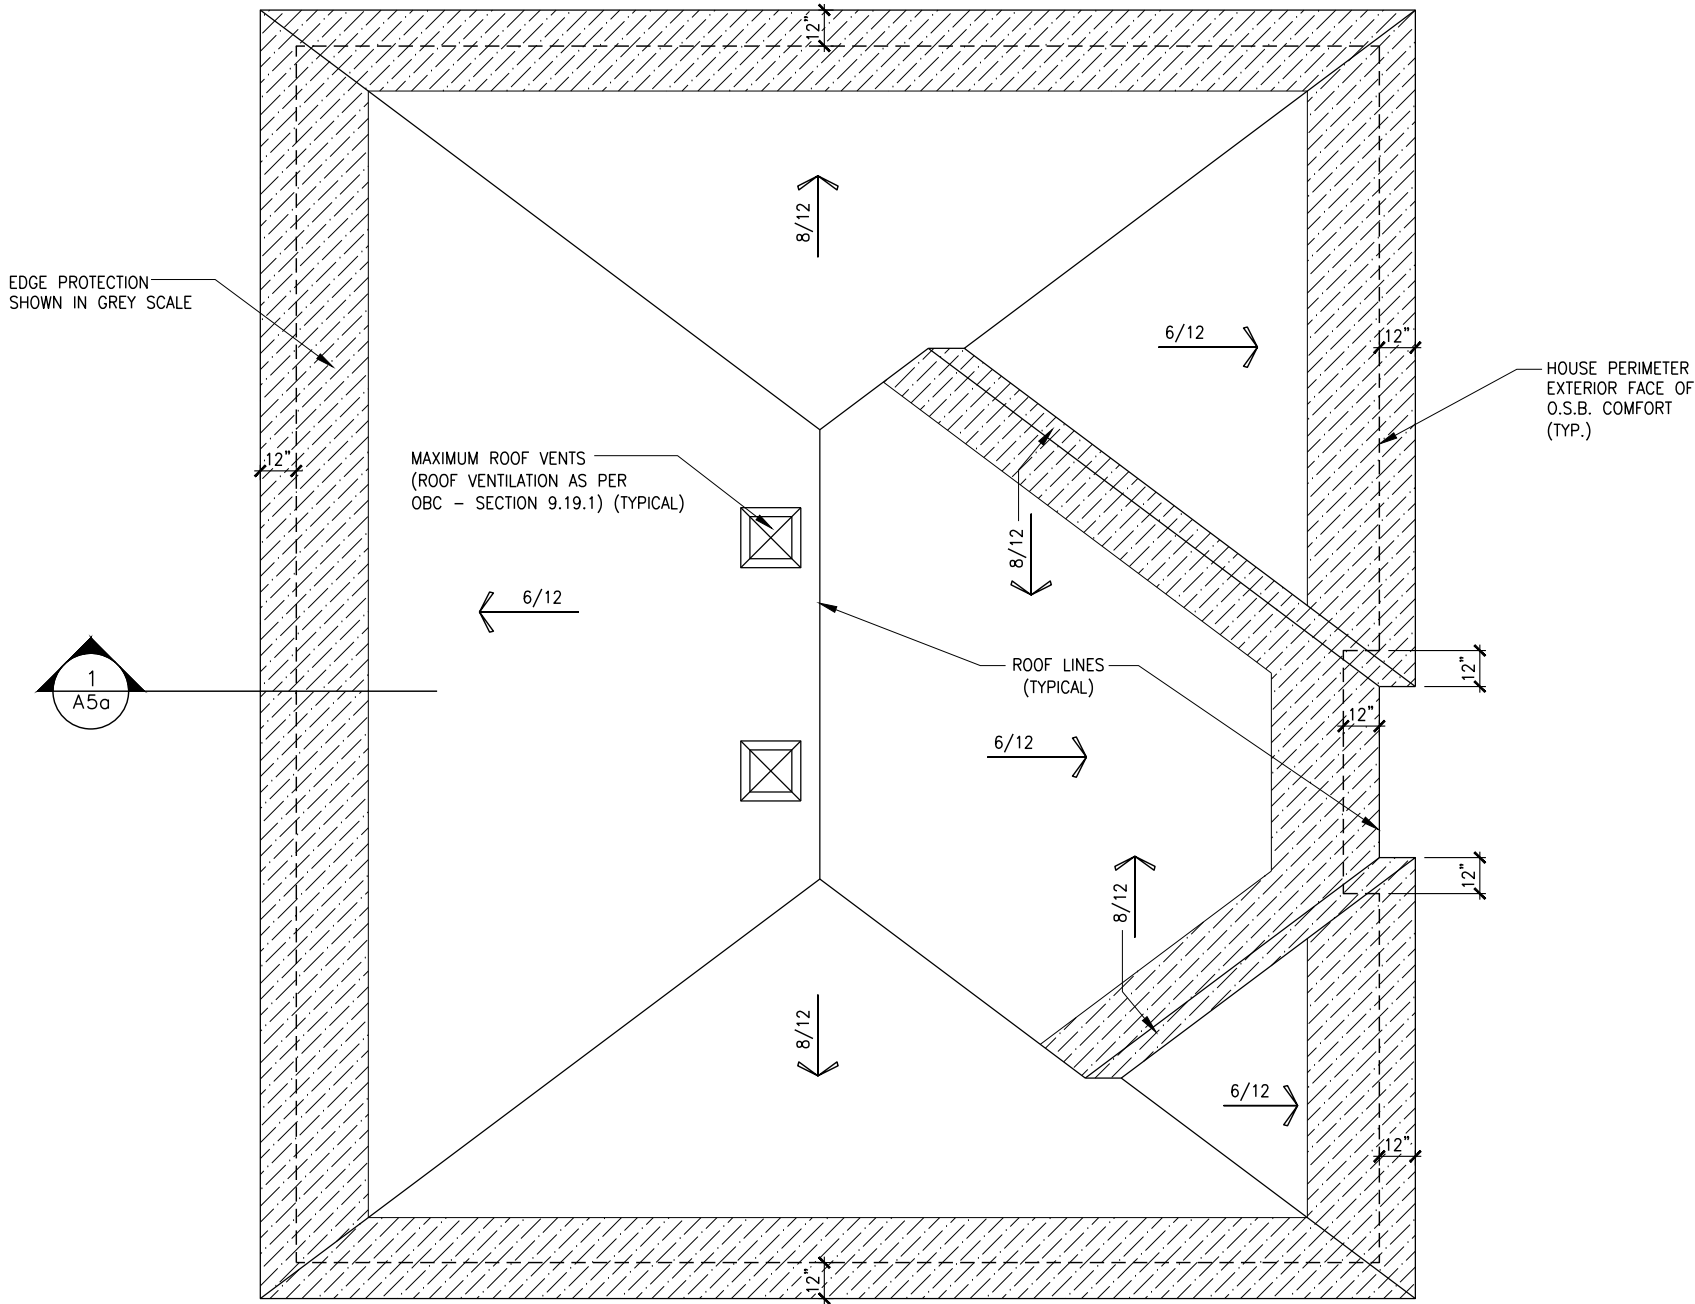 12"
8/12
EDGE PROTECTION
SHOWN IN GREY SCALE
6/12
12"
HOUSE PERIMETER
EXTERIOR FACE OF
O.S.B. COMFORT
(TYP.)
12"
MAXIMUM ROOF VENTS
(ROOF VENTILATION AS PER
OBC - SECTION 9.19.1) (TYPICAL)
8/12
6/12
1
A5a
ROOF LINES
(TYPICAL)
12"
12"
6/12
12"
8/12
8/12
6/12
12"
12"